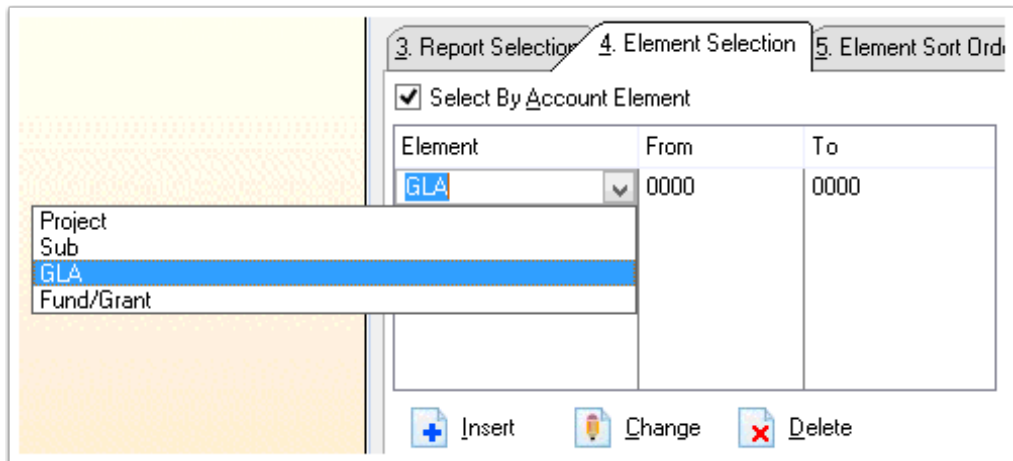 3. Report Selection 4. Element Selection 5. Element Sort Orde
Select By Account Element
Element From To
GLA 0000 0000
Project
Sub
GLA
Fund/Grant
Insert Change Delete